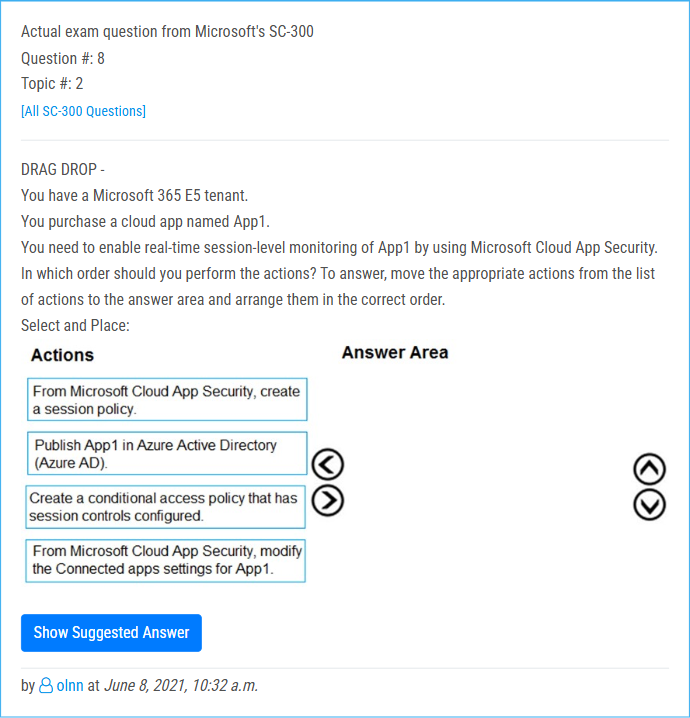 Actual exam question from Microsoft's SC-300
Question #: 8
Topic #: 2
[All SC-300 Questions]
DRAG DROP -
You have a Microsoft 365 E5 tenant.
You purchase a cloud app named App1.
You need to enable real-time session-level monitoring of App1 by using Microsoft Cloud App Security.
In which order should you perform the actions? To answer, move the appropriate actions from the list
of actions to the answer area and arrange them in the correct order.
Select and Place:
Actions
Answer Area
From Microsoft Cloud App Security, create
a session policy.
Publish App1 in Azure Active Directory
(Azure AD).
Create a conditional access policy that has
session controls configured.
From Microsoft Cloud App Security, modify
the Connected apps settings for App1.
Show Suggested Answer
by olnn at June 8, 2021, 10:32 a.m.